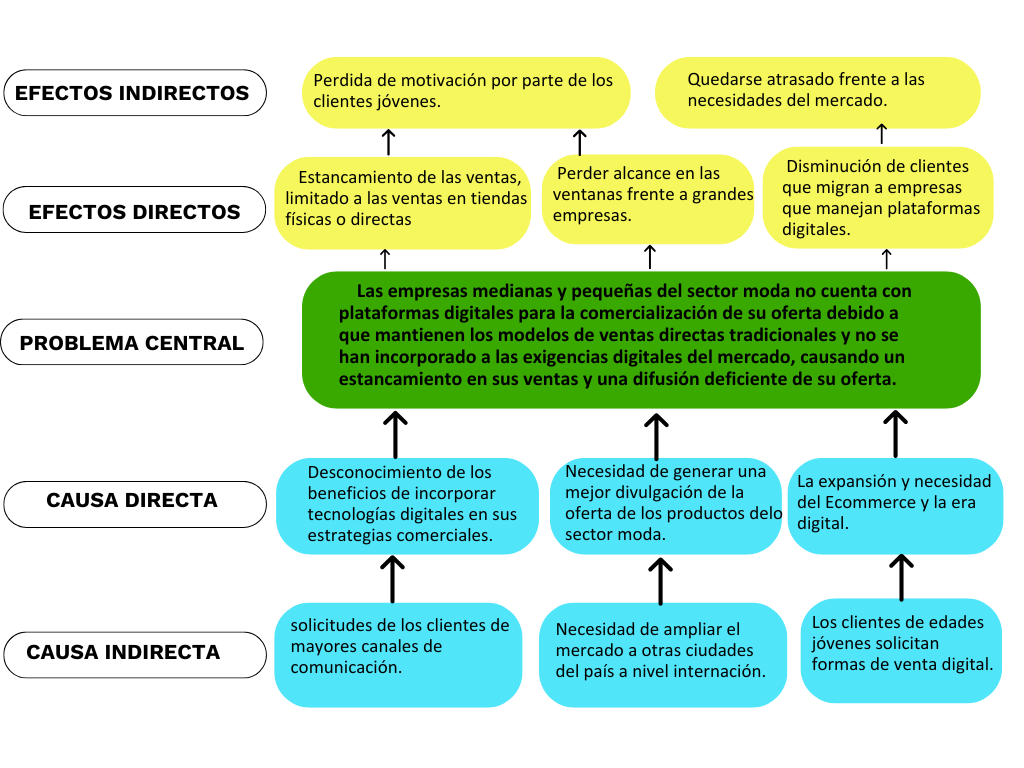 EFECTOS INDIRECTOS
Perdida de motivación por parte de los
clientes jóvenes.
Quedarse atrasado frente a las
necesidades del mercado.
EFECTOS DIRECTOS
Estancamiento de las ventas,
limitado a las ventas en tiendas
físicas o directas
Perder alcance en las
ventanas frente a grandes
empresas.
Disminución de clientes
que migran a empresas
que manejan plataformas
digitales.
PROBLEMA CENTRAL
Las empresas medianas y pequeñas del sector moda no cuenta con
plataformas digitales para la comercialización de su oferta debido a
que mantienen los modelos de ventas directas tradicionales y no se
han incorporado a las exigencias digitales del mercado, causando un
estancamiento en sus ventas y una difusión deficiente de su oferta.
CAUSA DIRECTA
Desconocimiento de los
beneficios de incorporar
tecnologías digitales en sus
estrategias comerciales.
Necesidad de generar una
mejor divulgación de la
oferta de los productos delo
sector moda.
La expansión y necesidad
del Ecommerce y la era
digital.
CAUSA INDIRECTA
solicitudes de los clientes de
mayores canales de
comunicación.
Necesidad de ampliar el
mercado a otras ciudades
del país a nivel internación.
Los clientes de edades
jóvenes solicitan
formas de venta digital.